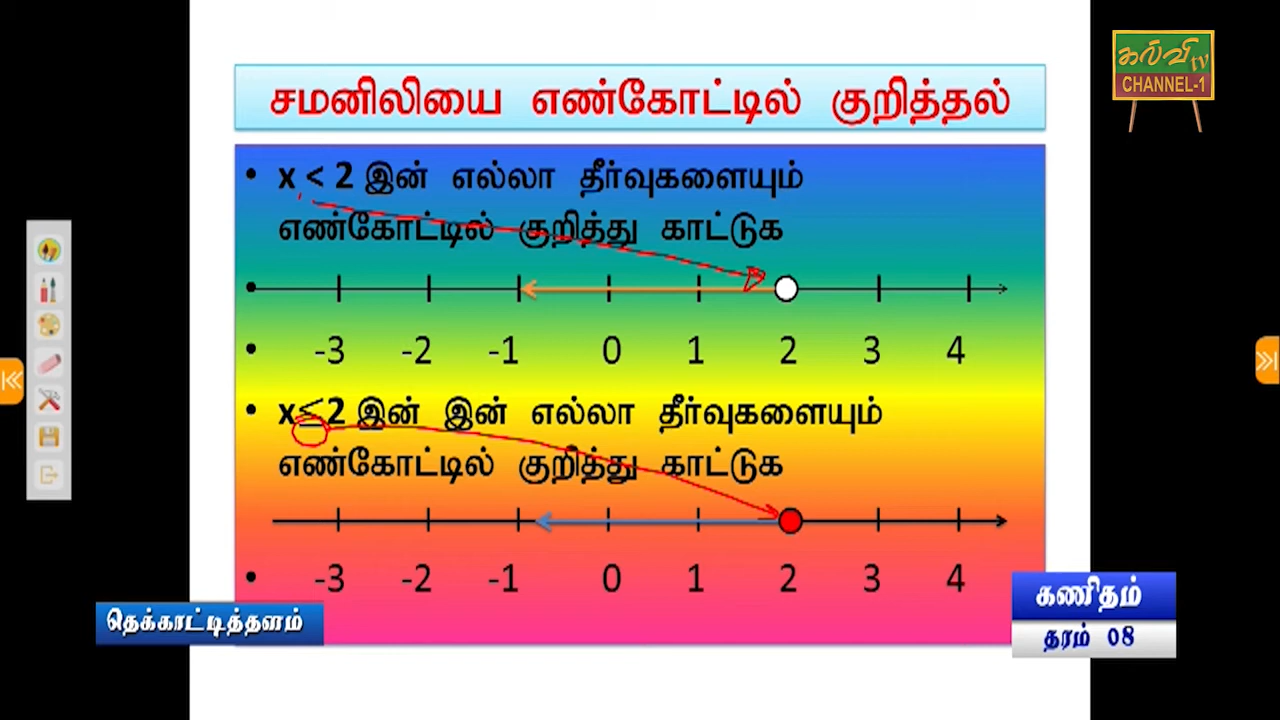 கல்வி tv
CHANNEL-1
சமனிலியை எண்கோட்டில் குறித்தல்
• x < 2 இன் எல்லா தீர்வுகளையும்
எண்கோட்டில் குறித்து காட்டுக
• -3 -2 -1 0 1 2 3 4
• x ≤ 2 இன் இன் எல்லா தீர்வுகளையும்
எண்கோட்டில் குறித்து காட்டுக
• -3 -2 -1 0 1 2 3 4
தெக்காட்டித்தளம்
கணிதம்
தரம் 08